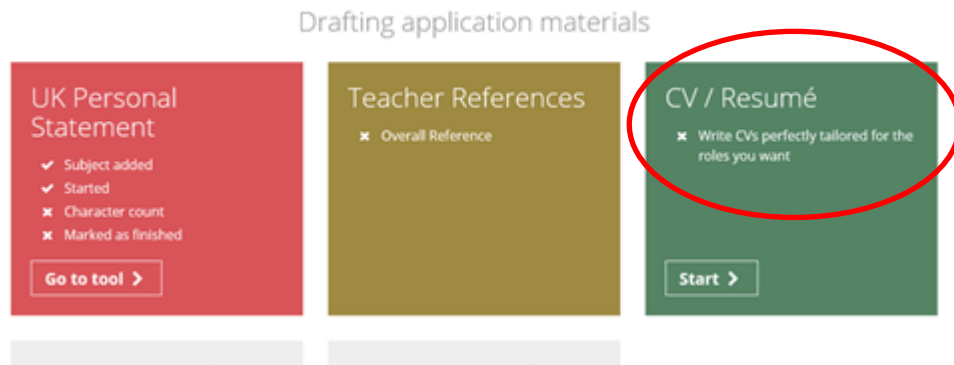 Drafting application materials
UK Personal
Statement
Subject added
Started
Character count
Marked as finished
Go to tool
Teacher References
Overall Reference
CV / Resumé
Write CVs perfectly tailored for the
roles you want
Start